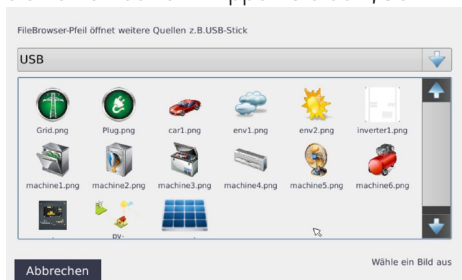 FileBrowser-Pfeil öffnet weitere Quellen z.B.USB-Stick
USB
Grid.png Plug.png car1.png env1.png env2.png inverter1.png
machine1.png machine2.png machine3.png machine4.png machine5.png machine6.png
pv-
Abbrechen
Wähle ein Bild aus